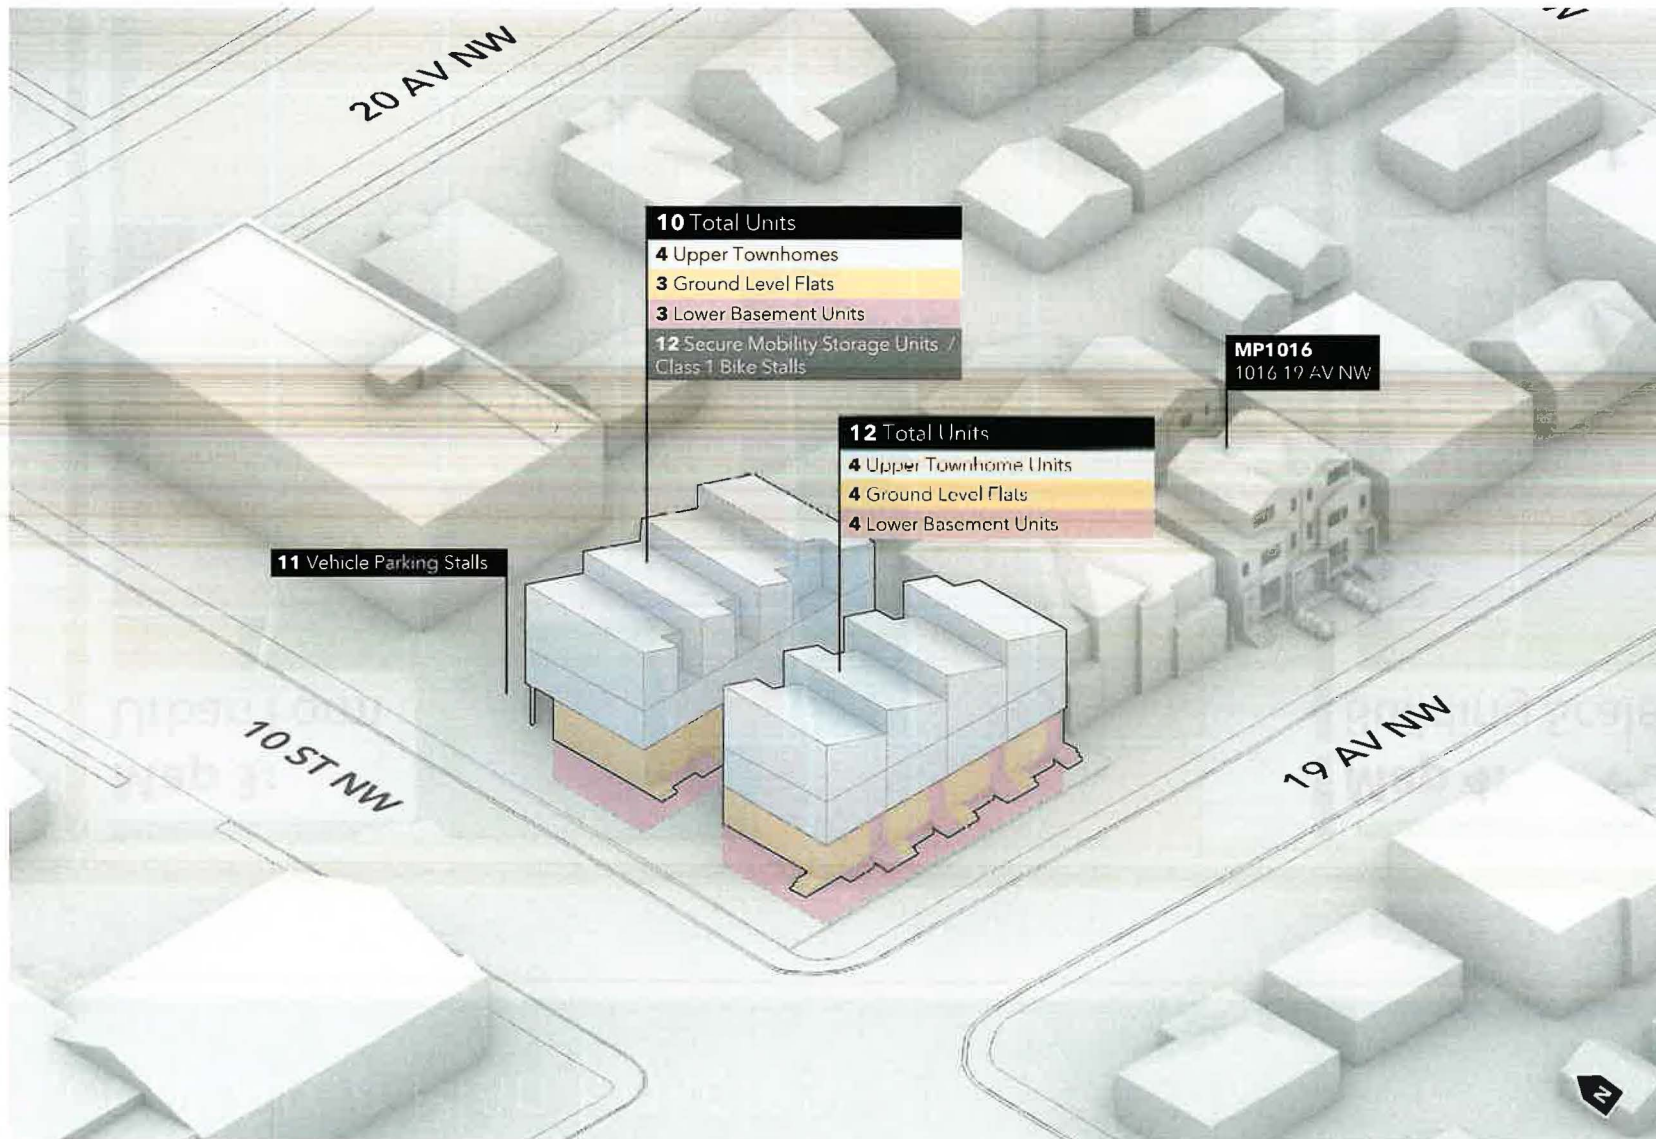 20 AV NW
10 Total Units
4 Upper Townhomes
3 Ground Level Flats
3 Lower Basement Units
12 Secure Mobility Storage Units /
Class 1 Bike Stalls
MP1016
1016 19 AV NW
12 Total Units
4 Upper Townhome Units
4 Ground Level Flats
4 Lower Basement Units
11 Vehicle Parking Stalls
10 ST NW
19 AV NW
N